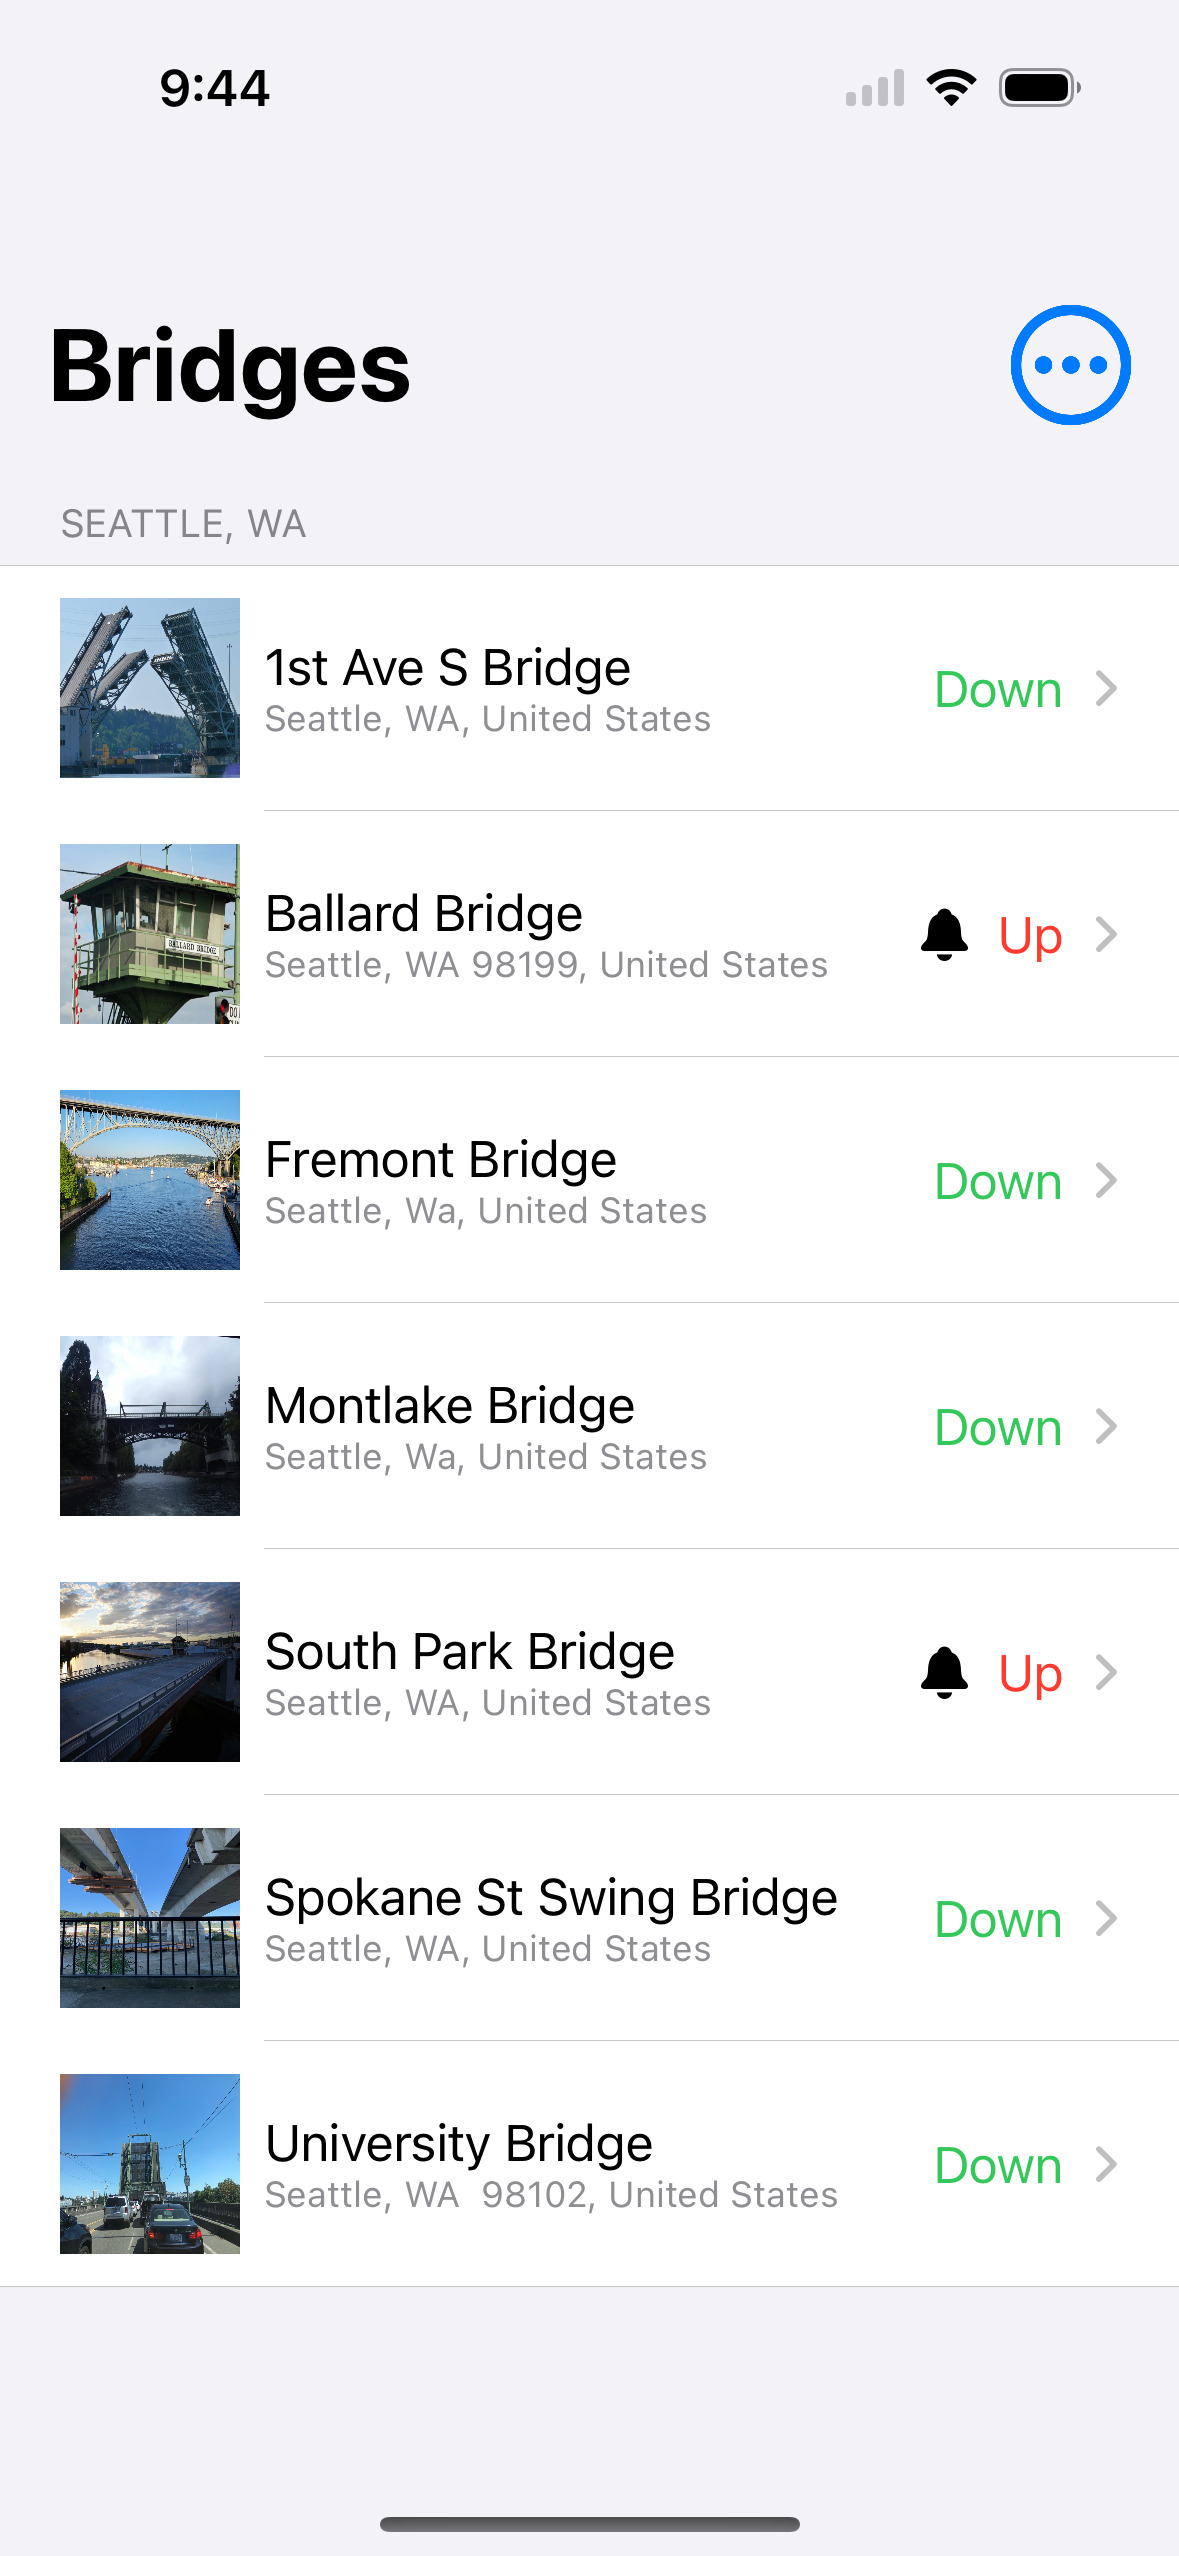 9:44
Bridges
SEATTLE, WA
1st Ave S Bridge
Seattle, WA, United States
Down
BALLARD BRIDGE
Ballard Bridge
Seattle, WA 98199, United States
Up
Fremont Bridge
Seattle, Wa, United States
Down
Montlake Bridge
Seattle, Wa, United States
Down
South Park Bridge
Seattle, WA, United States
Up
Spokane St Swing Bridge
Seattle, WA, United States
Down
University Bridge
Seattle, WA  98102, United States
Down